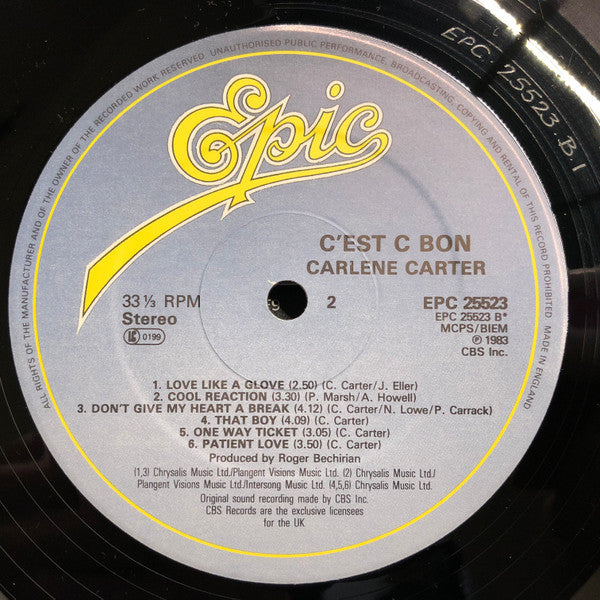 ALL RIGHTS OF THE MANUFACTURER AND OF THE OWNER OF THE RECORDED WORK RESERVED. UNAUTHORISED PUBLIC PERFORMANCE, BROADCASTING, COPYING AND RENTAL OF THIS RECORD PROHIBITED. MADE IN ENGLAND
EPC 25523 B.1
Epic
C'EST C BON
CARLENE CARTER
33⅓ RPM
Stereo
LC 0199
2
EPC 25523
EPC 25523 B*
MCPS/BIEM
℗ 1983
CBS Inc.
1. LOVE LIKE A GLOVE (2.50) (C. Carter/J. Eller)
2. COOL REACTION (3.30) (P. Marsh/A. Howell)
3. DON'T GIVE MY HEART A BREAK (4.12) (C. Carter/N. Lowe/P. Carrack)
4. THAT BOY (4.09) (C. Carter)
5. ONE WAY TICKET (3.05) (C. Carter)
6. PATIENT LOVE (3.50) (C. Carter)
Produced by Roger Bechirian
(1,3) Chrysalis Music Ltd./Plangent Visions Music Ltd. (2) Chrysalis Music Ltd./
Plangent Visions Music Ltd./Intersong Music Ltd. (4,5,6) Chrysalis Music Ltd.
Original sound recording made by CBS Inc.
CBS Records are the exclusive licensees
for the UK